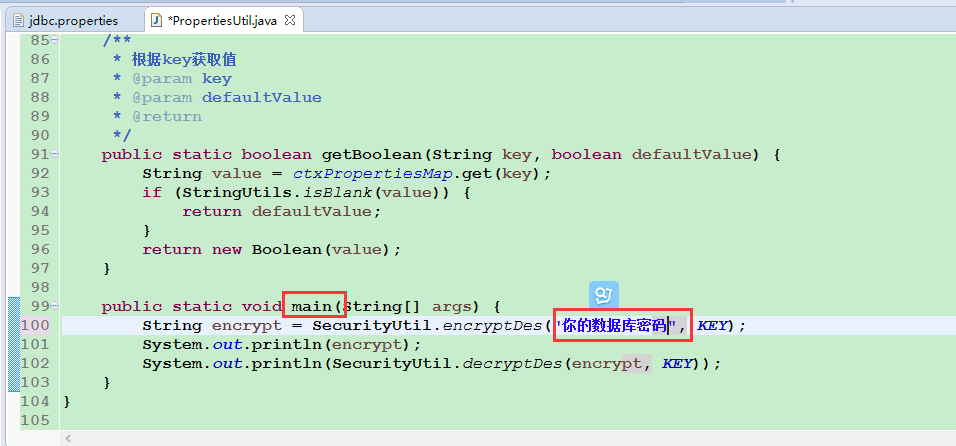 jdbc.properties *PropertiesUtil.java
85 /**
86 * 根据key获取值
87 * @param key
88 * @param defaultValue
89 * @return
90 */
91 public static boolean getBoolean(String key, boolean defaultValue) {
92 String value = ctxPropertiesMap.get(key);
93 if (StringUtils.isBlank(value)) {
94 return defaultValue;
95 }
96 return new Boolean(value);
97 }
98
99 public static void main(String[] args) {
100 String encrypt = SecurityUtil.encryptDes("你的数据库密码", KEY);
101 System.out.println(encrypt);
102 System.out.println(SecurityUtil.decryptDes(encrypt, KEY));
103 }
104 }
105